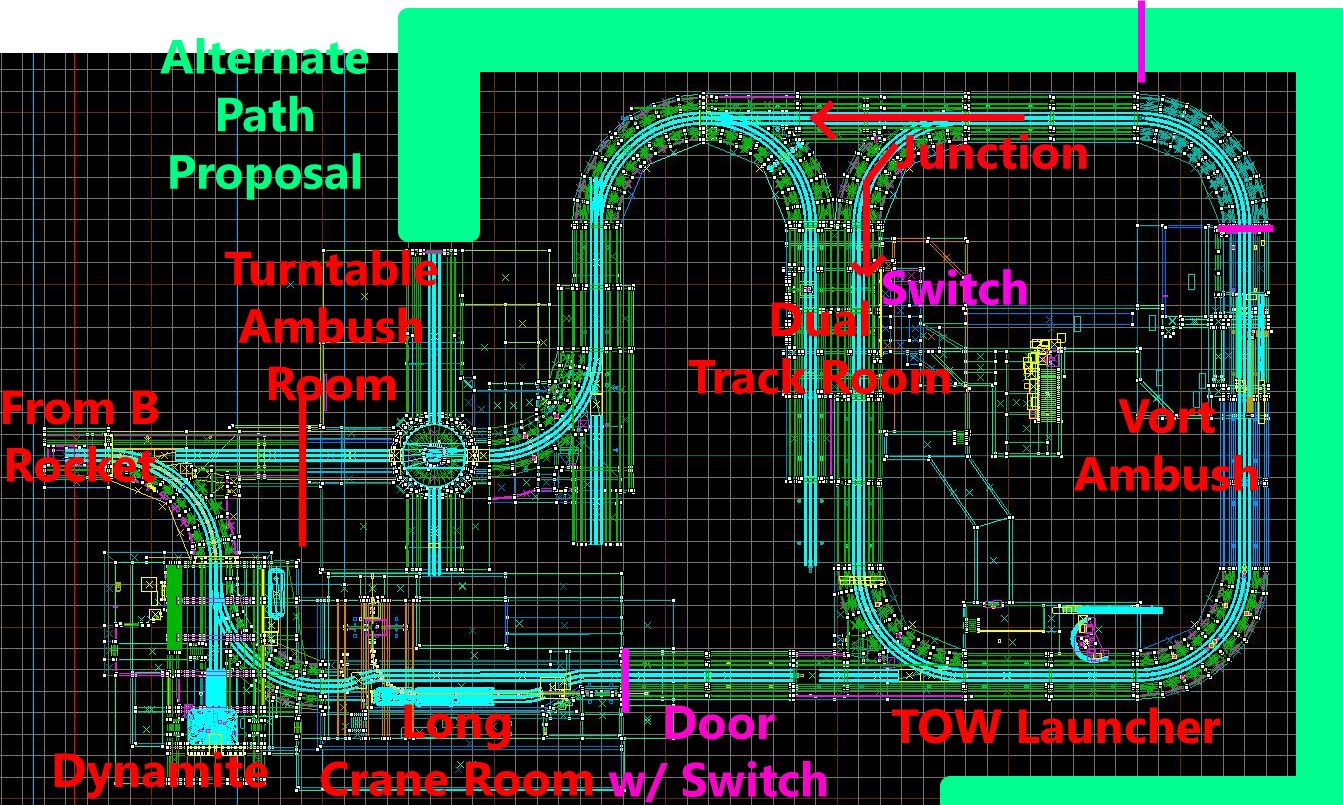 Alternate
Path
Proposal
Junction
Turntable
Ambush
Room
Switch
Dual
Track Room
From B
Rocket
Vort
Ambush
Long
Crane Room
Door
w/ Switch
TOW Launcher
Dynamite